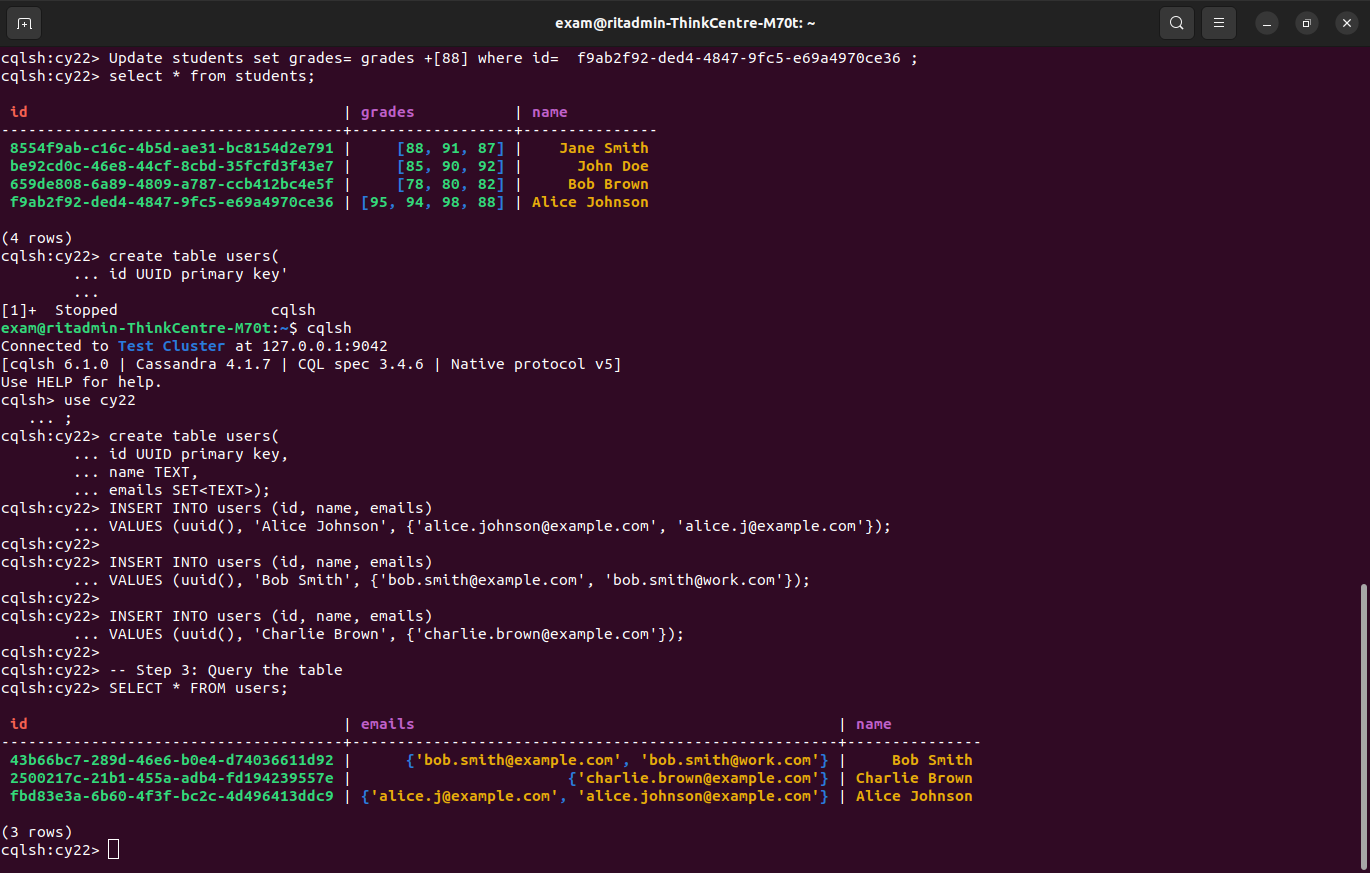 exam@ritadmin-ThinkCentre-M70t: ~
cqlsh:cy22> Update students set grades= grades +[88] where id=  f9ab2f92-ded4-4847-9fc5-e69a4970ce36 ;
cqlsh:cy22> select * from students;
 id                                   | grades           | name
--------------------------------------+------------------+---------------
 8554f9ab-c16c-4b5d-ae31-bc8154d2e791 |     [88, 91, 87] |    Jane Smith
 be92cd0c-46e8-44cf-8cbd-35fcfd3f43e7 |     [85, 90, 92] |      John Doe
 659de808-6a89-4809-a787-ccb412bc4e5f |     [78, 80, 82] |     Bob Brown
 f9ab2f92-ded4-4847-9fc5-e69a4970ce36 | [95, 94, 98, 88] | Alice Johnson
(4 rows)
cqlsh:cy22> create table users(
        ... id UUID primary key'
        ...
[1]+  Stopped                 cqlsh
exam@ritadmin-ThinkCentre-M70t:~$ cqlsh
Connected to Test Cluster at 127.0.0.1:9042
[cqlsh 6.1.0 | Cassandra 4.1.7 | CQL spec 3.4.6 | Native protocol v5]
Use HELP for help.
cqlsh> use cy22
   ... ;
cqlsh:cy22> create table users(
        ... id UUID primary key,
        ... name TEXT,
        ... emails SET<TEXT>);
cqlsh:cy22> INSERT INTO users (id, name, emails)
        ... VALUES (uuid(), 'Alice Johnson', {'alice.johnson@example.com', 'alice.j@example.com'});
cqlsh:cy22>
cqlsh:cy22> INSERT INTO users (id, name, emails)
        ... VALUES (uuid(), 'Bob Smith', {'bob.smith@example.com', 'bob.smith@work.com'});
cqlsh:cy22>
cqlsh:cy22> INSERT INTO users (id, name, emails)
        ... VALUES (uuid(), 'Charlie Brown', {'charlie.brown@example.com'});
cqlsh:cy22>
cqlsh:cy22> -- Step 3: Query the table
cqlsh:cy22> SELECT * FROM users;
 id                                   | emails                                               | name
--------------------------------------+------------------------------------------------------+---------------
 43b66bc7-289d-46e6-b0e4-d74036611d92 |      {'bob.smith@example.com', 'bob.smith@work.com'} |     Bob Smith
 2500217c-21b1-455a-adb4-fd194239557e |                        {'charlie.brown@example.com'} | Charlie Brown
 fbd83e3a-6b60-4f3f-bc2c-4d496413ddc9 | {'alice.j@example.com', 'alice.johnson@example.com'} | Alice Johnson
(3 rows)
cqlsh:cy22>